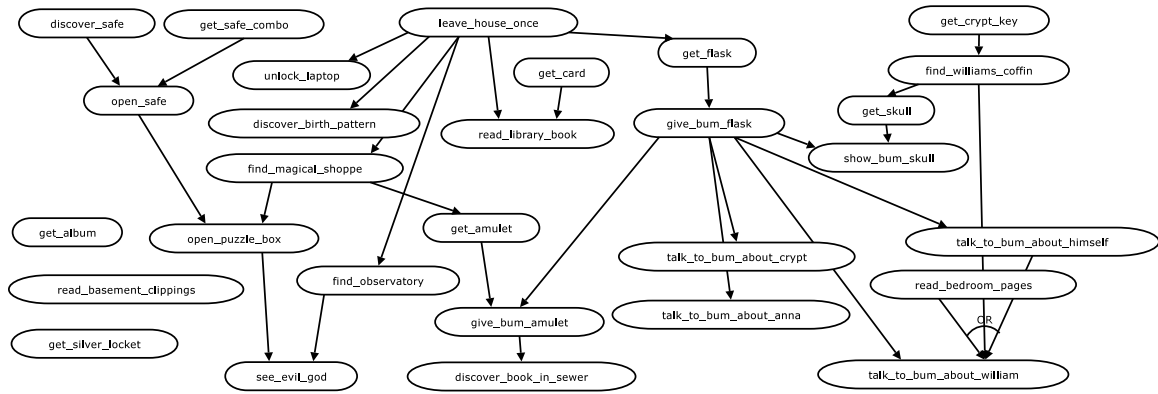 discover_safe
get_safe_combo
leave_house_once
get_crypt_key
get_flask
unlock_laptop
get_card
find_williams_coffin
open_safe
get_skull
discover_birth_pattern
read_library_book
give_bum_flask
show_bum_skull
find_magical_shoppe
get_album
open_puzzle_box
get_amulet
talk_to_bum_about_himself
talk_to_bum_about_crypt
read_basement_clippings
find_observatory
read_bedroom_pages
talk_to_bum_about_anna
give_bum_amulet
OR
get_silver_locket
see_evil_god
discover_book_in_sewer
talk_to_bum_about_william